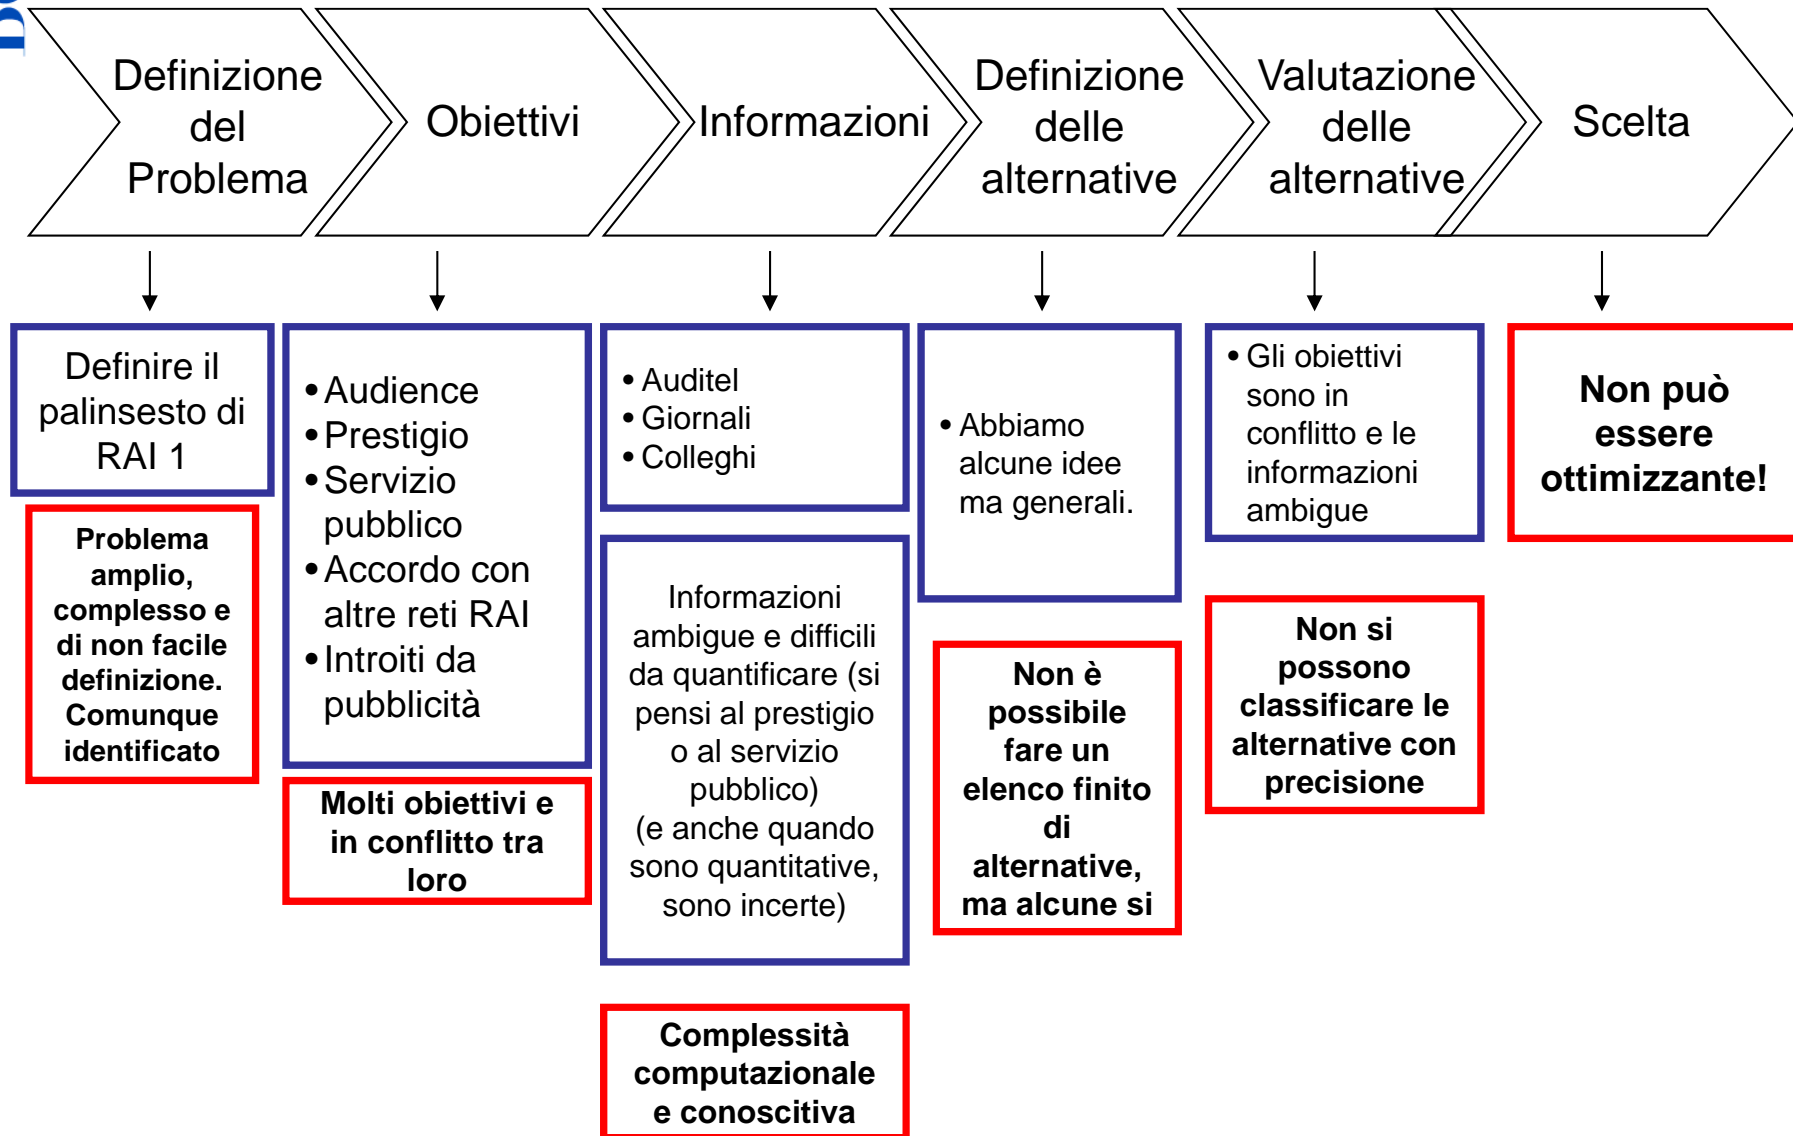 Definizione
del
Problema
Obiettivi
Informazioni
Definizione
delle
alternative
Valutazione
delle
alternative
Scelta
Definire il
palinsesto di
RAI 1
Problema
amplio,
complesso e
di non facile
definizione.
Comunque
identificato
•Audience
•Prestigio
•Servizio
pubblico
•Accordo con
altre reti RAI
•Introiti da
pubblicità
Molti obiettivi e
in conflitto tra
loro
• Auditel
• Giornali
• Colleghi
Informazioni
ambigue e difficili
da quantificare (si
pensi al prestigio
o al servizio
pubblico)
(e anche quando
sono quantitative,
sono incerte)
Complessità
computazionale
e conoscitiva
• Abbiamo
alcune idee
ma generali.
Non è
possibile
fare un
elenco finito
di
alternative,
ma alcune si
• Gli obiettivi
sono in
conflitto e le
informazioni
ambigue
Non si
possono
classificare le
alternative con
precisione
Non può
essere
ottimizzante!